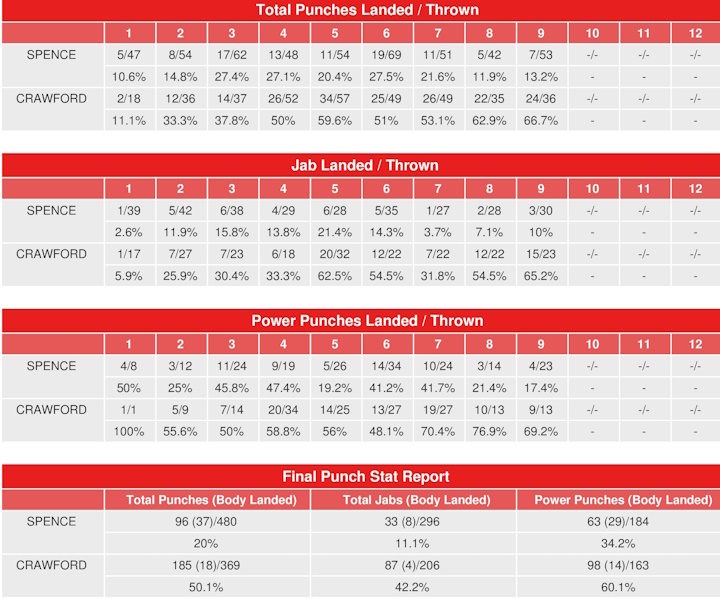 Total Punches Landed / Thrown
1 2 3 4 5 6 7 8 9 10 11 12
SPENCE 5/47 8/54 17/62 13/48 11/54 19/69 11/51 5/42 7/53 -/- -/- -/-
10.6% 14.8% 27.4% 27.1% 20.4% 27.5% 21.6% 11.9% 13.2% - - -
CRAWFORD 2/18 12/36 14/37 26/52 34/57 25/49 26/49 22/35 24/36 -/- -/- -/-
11.1% 33.3% 37.8% 50% 59.6% 51% 53.1% 62.9% 66.7% - - -
Jab Landed / Thrown
1 2 3 4 5 6 7 8 9 10 11 12
SPENCE 1/39 5/42 6/38 4/29 6/28 5/35 1/27 2/28 3/30 -/- -/- -/-
2.6% 11.9% 15.8% 13.8% 21.4% 14.3% 3.7% 7.1% 10% - - -
CRAWFORD 1/17 7/27 7/23 6/18 20/32 12/22 7/22 12/22 15/23 -/- -/- -/-
5.9% 25.9% 30.4% 33.3% 62.5% 54.5% 31.8% 54.5% 65.2% - - -
Power Punches Landed / Thrown
1 2 3 4 5 6 7 8 9 10 11 12
SPENCE 4/8 3/12 11/24 9/19 5/26 14/34 10/24 3/14 4/23 -/- -/- -/-
50% 25% 45.8% 47.4% 19.2% 41.2% 41.7% 21.4% 17.4% - - -
CRAWFORD 1/1 5/9 7/14 20/34 14/25 13/27 19/27 10/13 9/13 -/- -/- -/-
100% 55.6% 50% 58.8% 56% 48.1% 70.4% 76.9% 69.2% - - -
Final Punch Stat Report
Total Punches (Body Landed) Total Jabs (Body Landed) Power Punches (Body Landed)
SPENCE 96 (37)/480 33 (8)/296 63 (29)/184
20% 11.1% 34.2%
CRAWFORD 185 (18)/369 87 (4)/206 98 (14)/163
50.1% 42.2% 60.1%